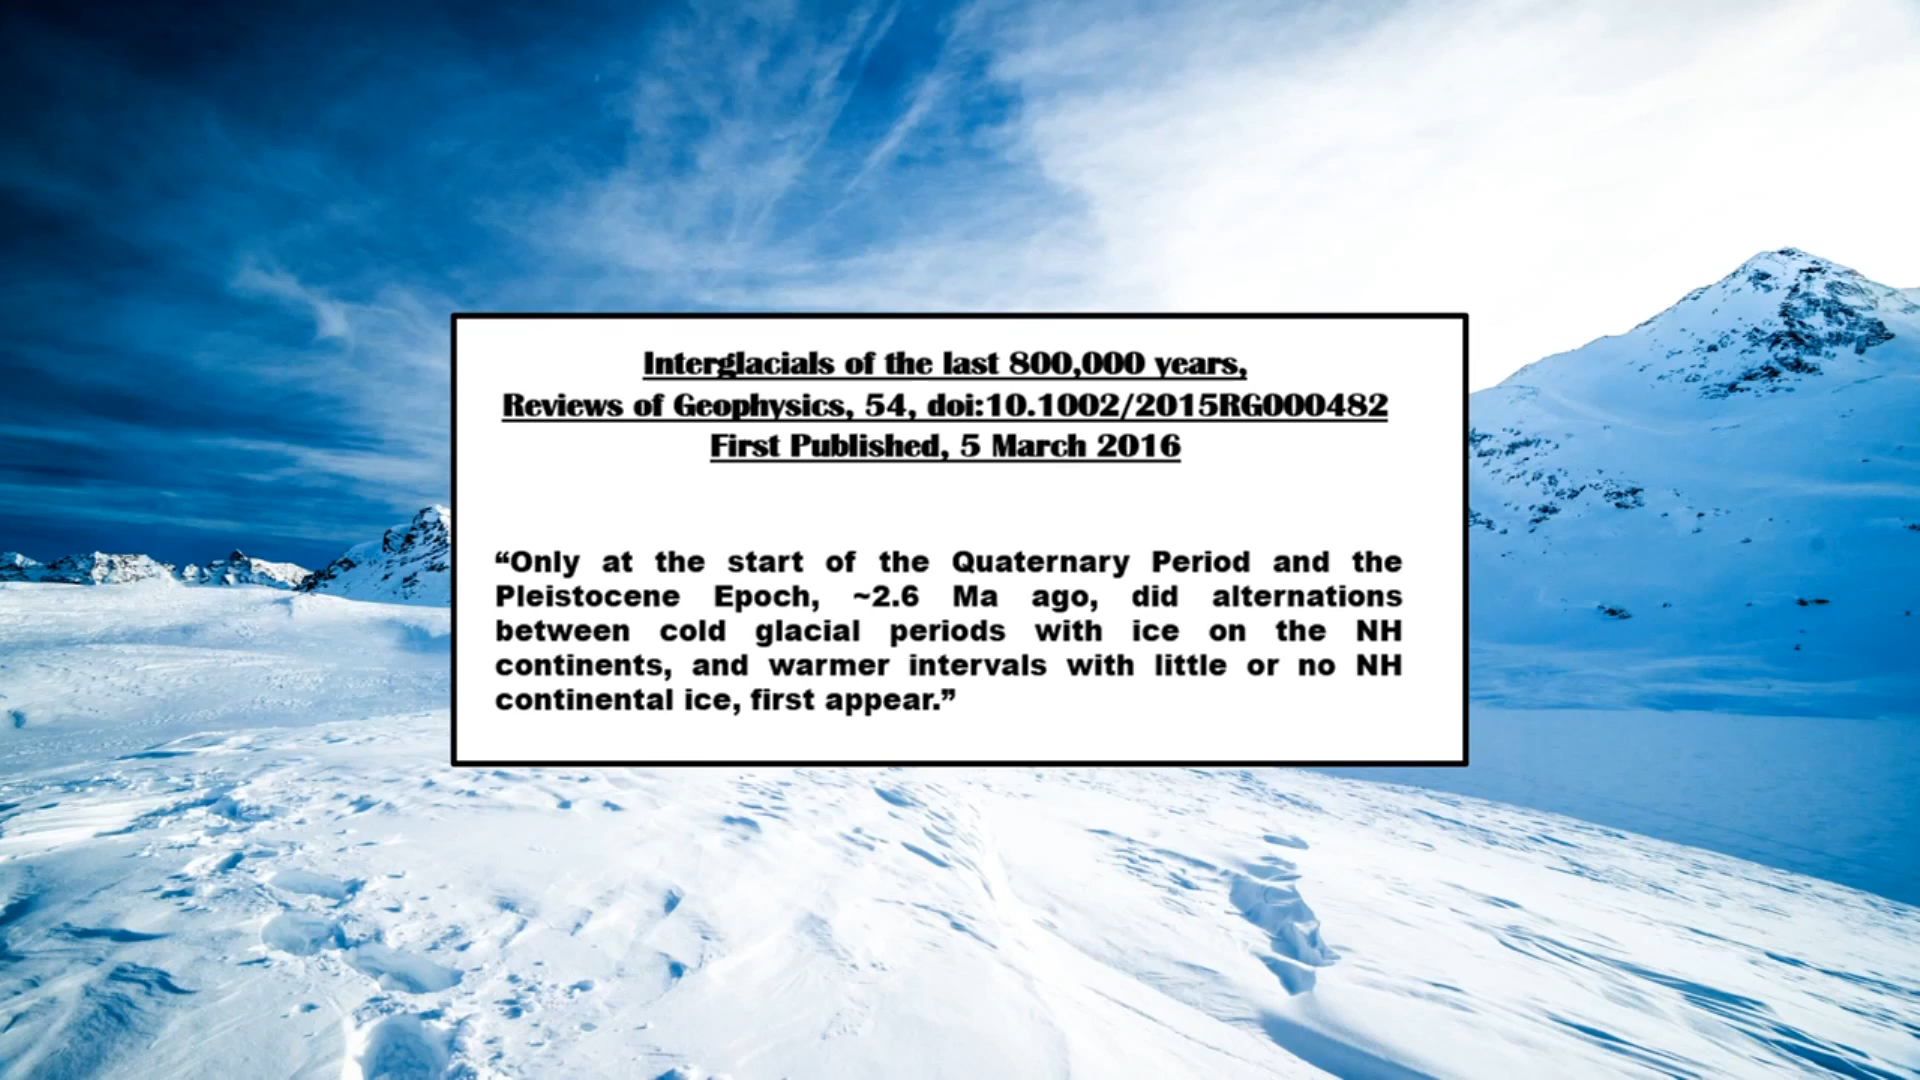 Interglacials of the last 800,000 years,
Reviews of Geophysics, 54, doi:10.1002/2015RG000482
First Published, 5 March 2016
“Only at the start of the Quaternary Period and the
Pleistocene Epoch, ~2.6 Ma ago, did alternations
between cold glacial periods with ice on the NH
continents, and warmer intervals with little or no NH
continental ice, first appear.”